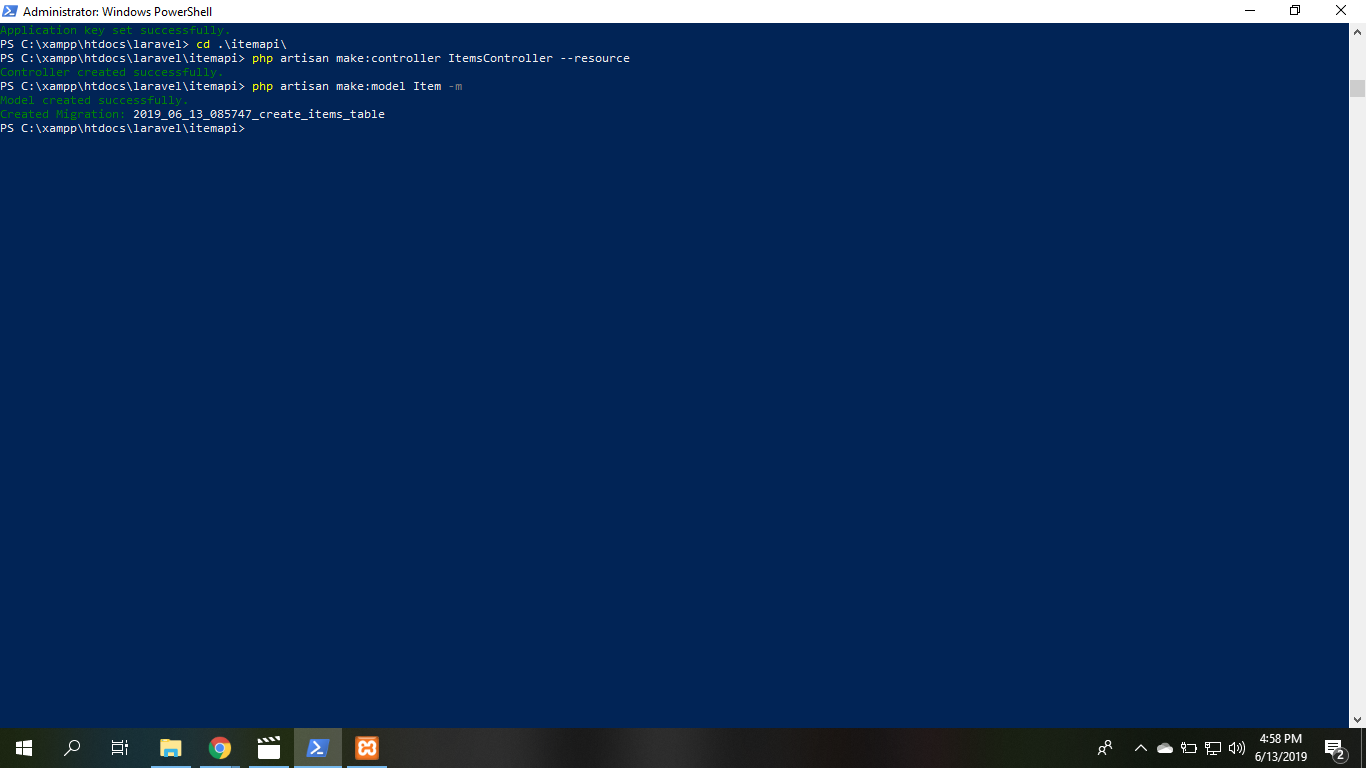 Administrator: Windows PowerShell
Application key set successfully.
PS C:\xampp\htdocs\laravel> cd .\itemapi\
PS C:\xampp\htdocs\laravel\itemapi> php artisan make:controller ItemsController --resource
Controller created successfully.
PS C:\xampp\htdocs\laravel\itemapi> php artisan make:model Item -m
Model created successfully.
Created Migration: 2019_06_13_085747_create_items_table
PS C:\xampp\htdocs\laravel\itemapi>
4:58 PM
6/13/2019
2